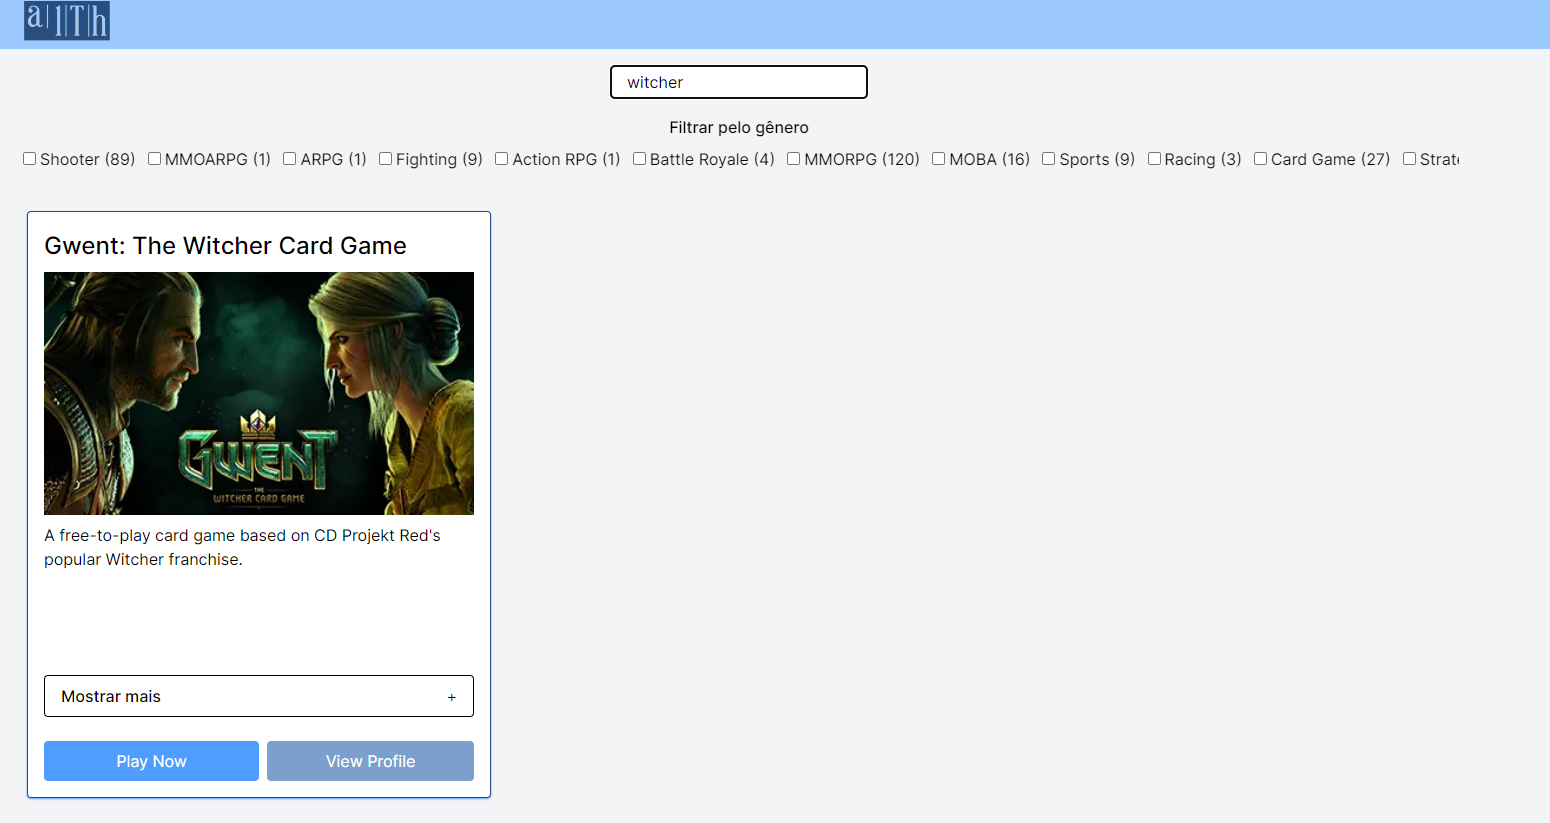 a|1|T|h
witcher
Filtrar pelo gênero
Shooter (89) MMOARPG (1) ARPG (1) Fighting (9) Action RPG (1) Battle Royale (4) MMORPG (120) MOBA (16) Sports (9) Racing (3) Card Game (27) Strate
Gwent: The Witcher Card Game
GWENT
THE
WITCHER CARD GAME
A free-to-play card game based on CD Projekt Red's
popular Witcher franchise.
Mostrar mais +
Play Now View Profile